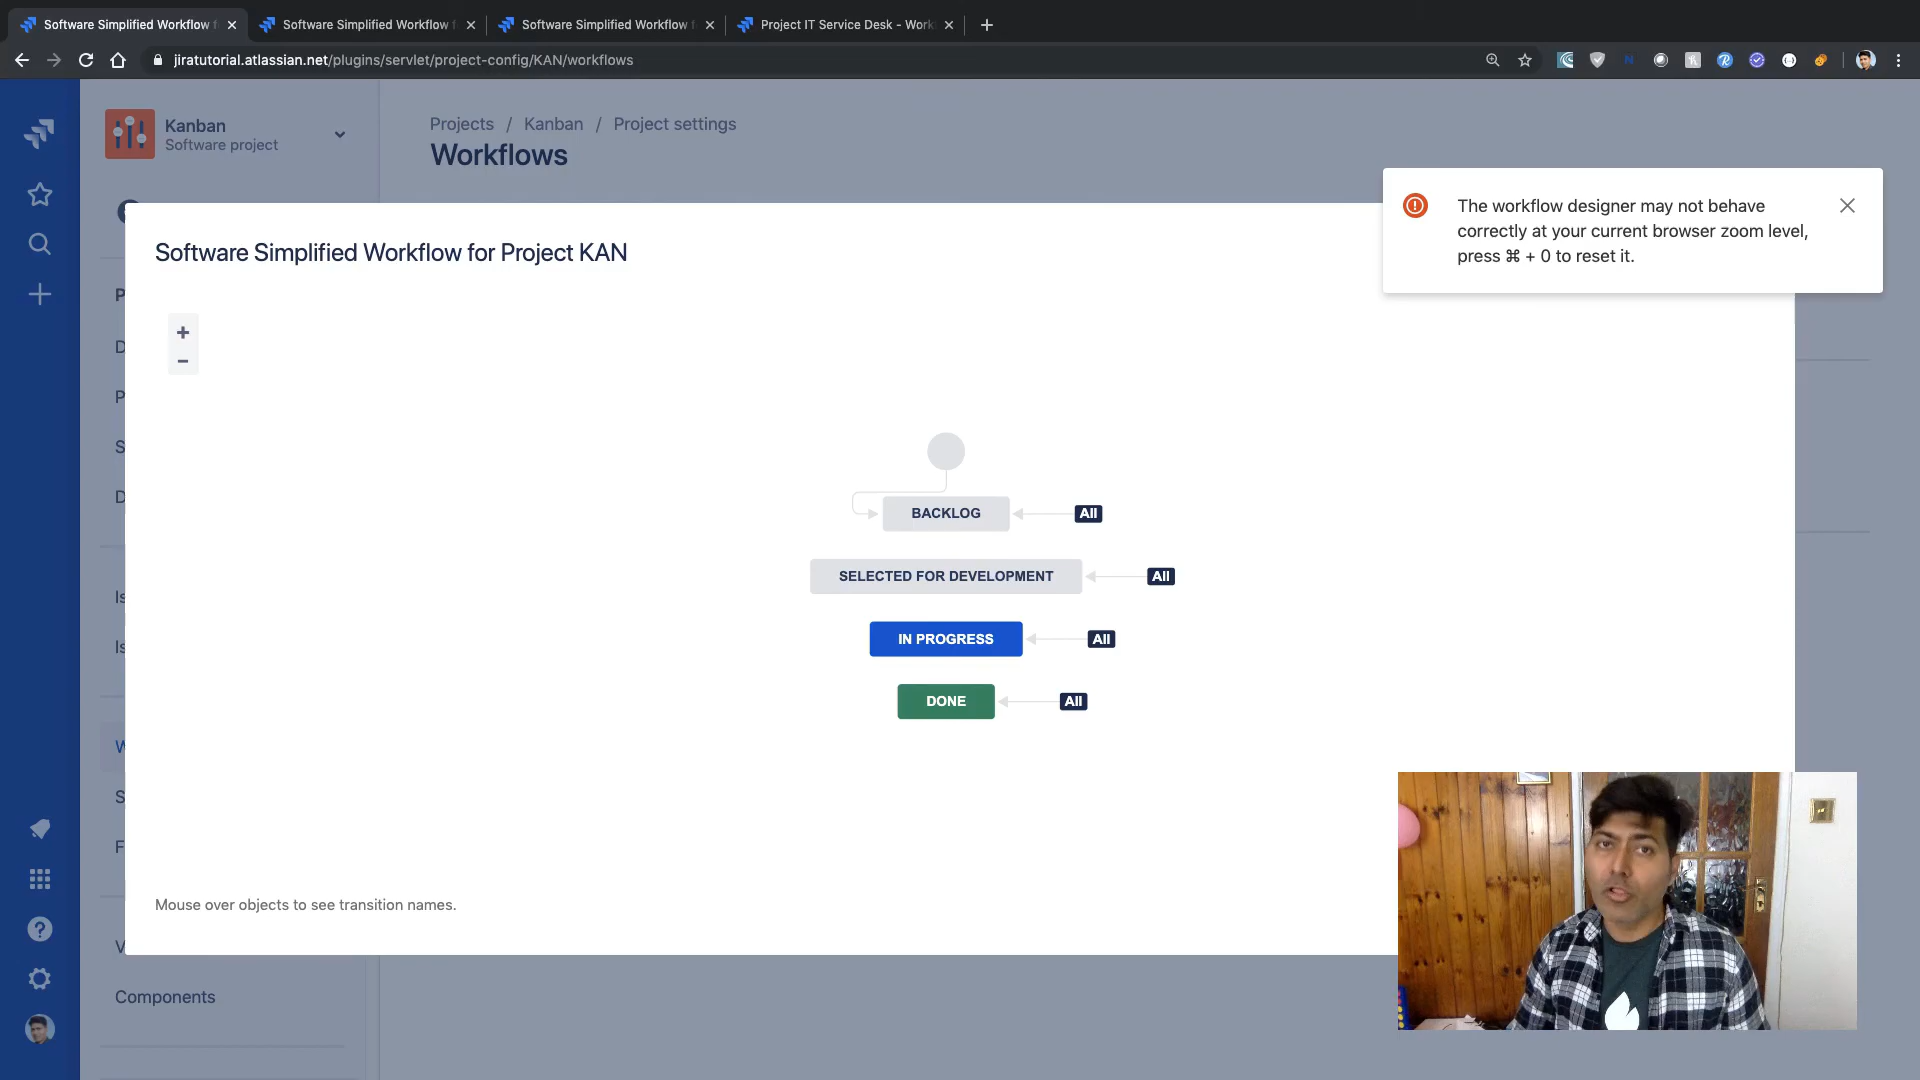 Software Simplified Workflow f
Software Simplified Workflow f
Software Simplified Workflow f
Project IT Service Desk - Work
jiratutorial.atlassian.net/plugins/servlet/project-config/KAN/workflows
Kanban
Software project
Projects / Kanban / Project settings
Workflows
The workflow designer may not behave
correctly at your current browser zoom level,
press ⌘ + 0 to reset it.
Software Simplified Workflow for Project KAN
+
−
BACKLOG
All
SELECTED FOR DEVELOPMENT
All
IN PROGRESS
All
DONE
All
Mouse over objects to see transition names.
Components